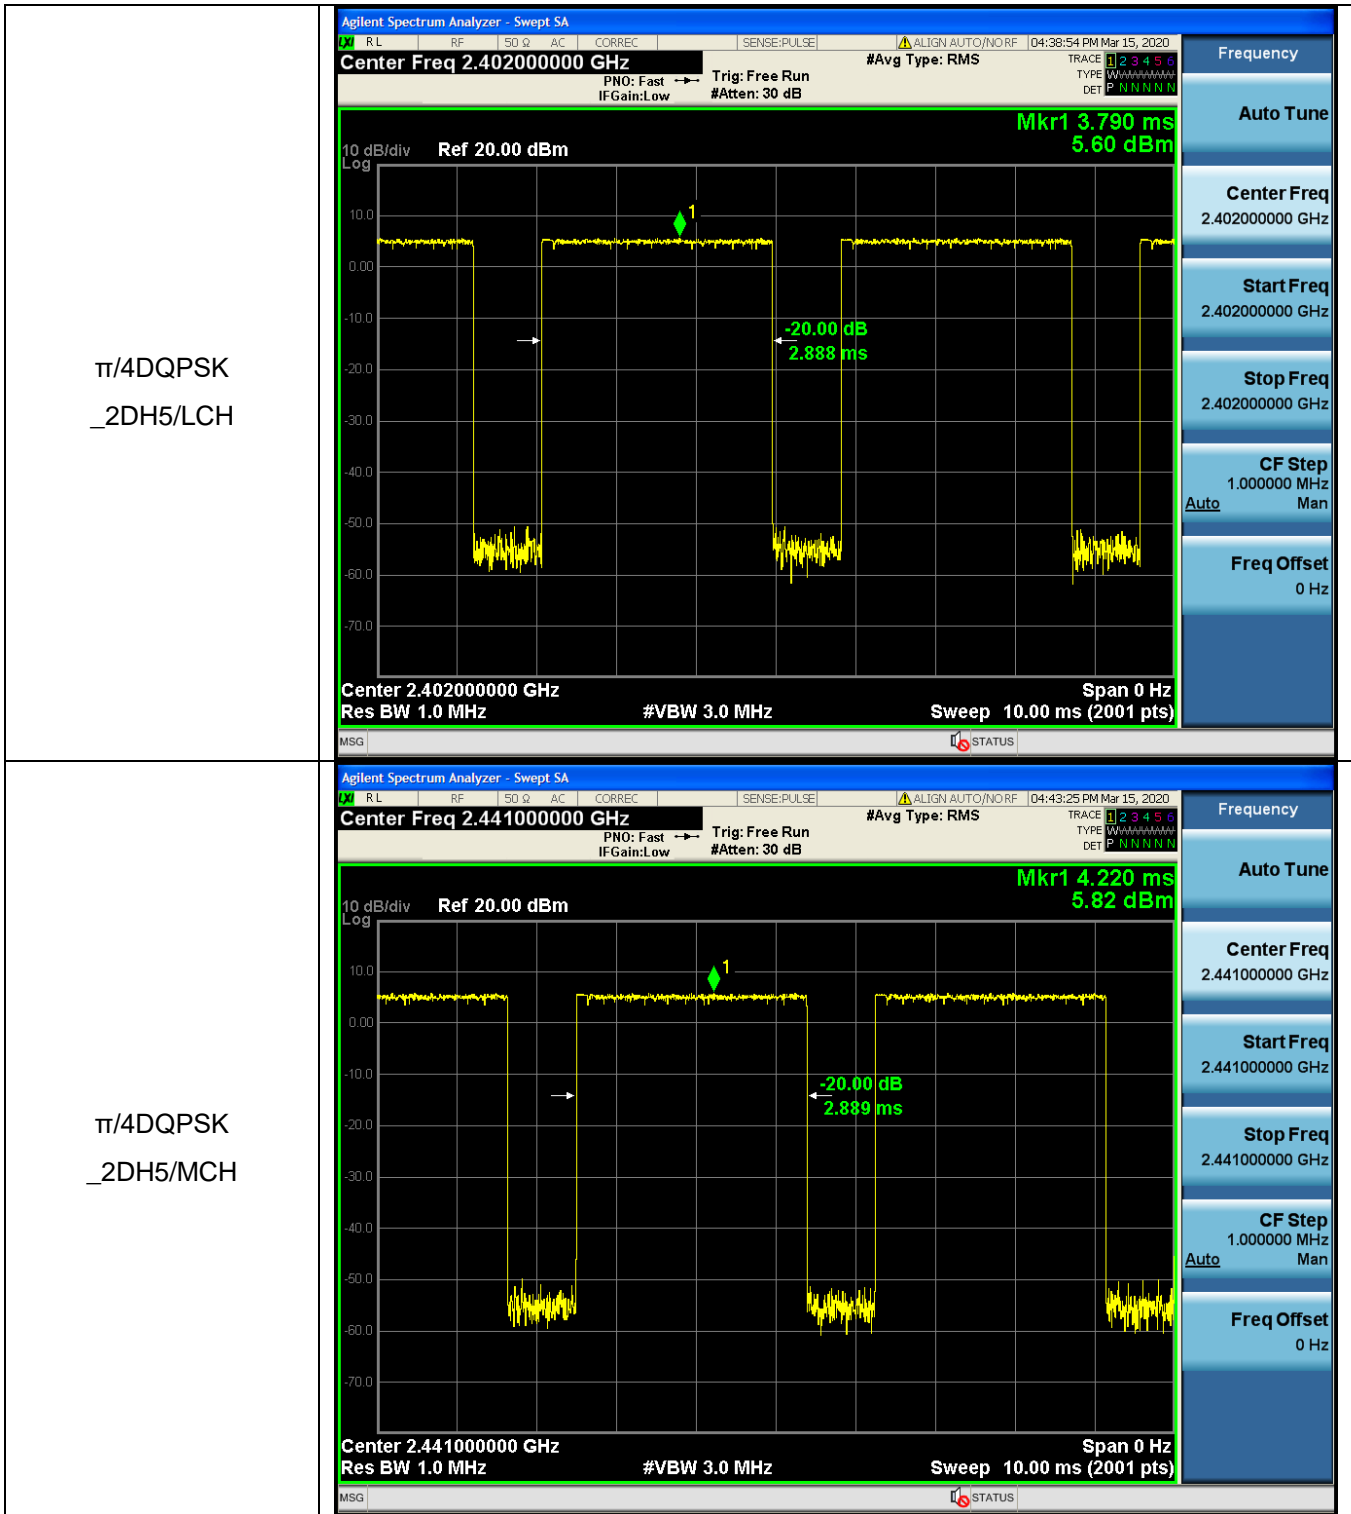 π/4DQPSK
_2DH5/LCH
Agilent Spectrum Analyzer - Swept SA
LXI RL RF 50 Ω AC CORREC SENSE:PULSE ALIGN AUTO/NO RF 04:38:54 PM Mar 15, 2020
Center Freq 2.402000000 GHz #Avg Type: RMS TRACE 1 2 3 4 5 6
PNO: Fast Trig: Free Run TYPE WWWWWW
IFGain:Low #Atten: 30 dB DET P N N N N N
Mkr1 3.790 ms
5.60 dBm
10 dB/div Ref 20.00 dBm
Log
10.0
1
0.00
-10.0
-20.00 dB
2.888 ms
-20.0
-30.0
-40.0
-50.0
-60.0
-70.0
Center 2.402000000 GHz Span 0 Hz
Res BW 1.0 MHz #VBW 3.0 MHz Sweep 10.00 ms (2001 pts)
MSG STATUS
Frequency
Auto Tune
Center Freq
2.402000000 GHz
Start Freq
2.402000000 GHz
Stop Freq
2.402000000 GHz
CF Step
1.000000 MHz
Auto Man
Freq Offset
0 Hz
π/4DQPSK
_2DH5/MCH
Agilent Spectrum Analyzer - Swept SA
LXI RL RF 50 Ω AC CORREC SENSE:PULSE ALIGN AUTO/NO RF 04:43:25 PM Mar 15, 2020
Center Freq 2.441000000 GHz #Avg Type: RMS TRACE 1 2 3 4 5 6
PNO: Fast Trig: Free Run TYPE WWWWWW
IFGain:Low #Atten: 30 dB DET P N N N N N
Mkr1 4.220 ms
5.82 dBm
10 dB/div Ref 20.00 dBm
Log
10.0
1
0.00
-10.0
-20.00 dB
2.889 ms
-20.0
-30.0
-40.0
-50.0
-60.0
-70.0
Center 2.441000000 GHz Span 0 Hz
Res BW 1.0 MHz #VBW 3.0 MHz Sweep 10.00 ms (2001 pts)
MSG STATUS
Frequency
Auto Tune
Center Freq
2.441000000 GHz
Start Freq
2.441000000 GHz
Stop Freq
2.441000000 GHz
CF Step
1.000000 MHz
Auto Man
Freq Offset
0 Hz